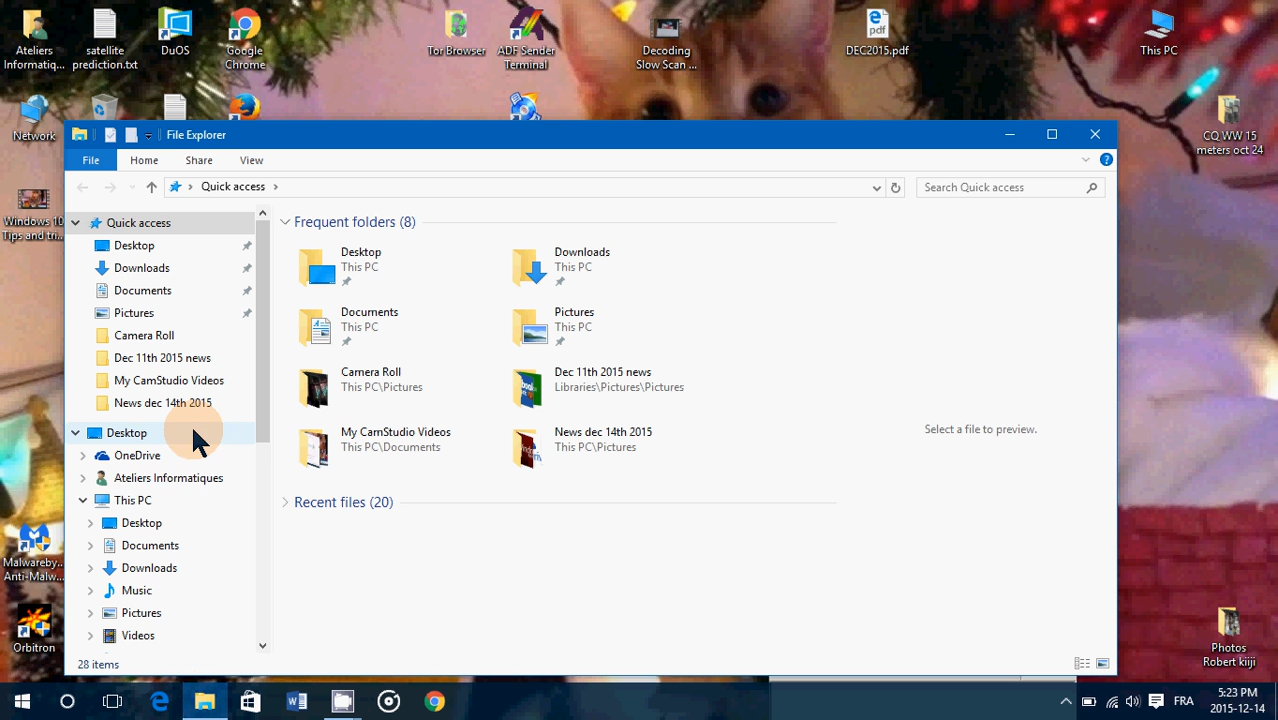 Ateliers
Informatiq...
satellite
prediction.txt
DuOS
Google
Chrome
Tor Browser
ADF Sender
Terminal
Decoding
Slow Scan ...
DEC2015.pdf
This PC
Network
CQ WW 15
meters oct 24
Windows 10
Tips and tri...
Malwareby...
Anti-Malw...
Orbitron
Photos
Robert kiiji
File Explorer
File
Home
Share
View
Quick access
Search Quick access
Quick access
Desktop
Downloads
Documents
Pictures
Camera Roll
Dec 11th 2015 news
My CamStudio Videos
News dec 14th 2015
Desktop
OneDrive
Ateliers Informatiques
This PC
Desktop
Documents
Downloads
Music
Pictures
Videos
Frequent folders (8)
Desktop
This PC
Downloads
This PC
Documents
This PC
Pictures
This PC
Camera Roll
This PC\Pictures
Dec 11th 2015 news
Libraries\Pictures\Pictures
My CamStudio Videos
This PC\Documents
News dec 14th 2015
This PC\Pictures
Recent files (20)
Select a file to preview.
28 items
FRA
5:23 PM
2015-12-14